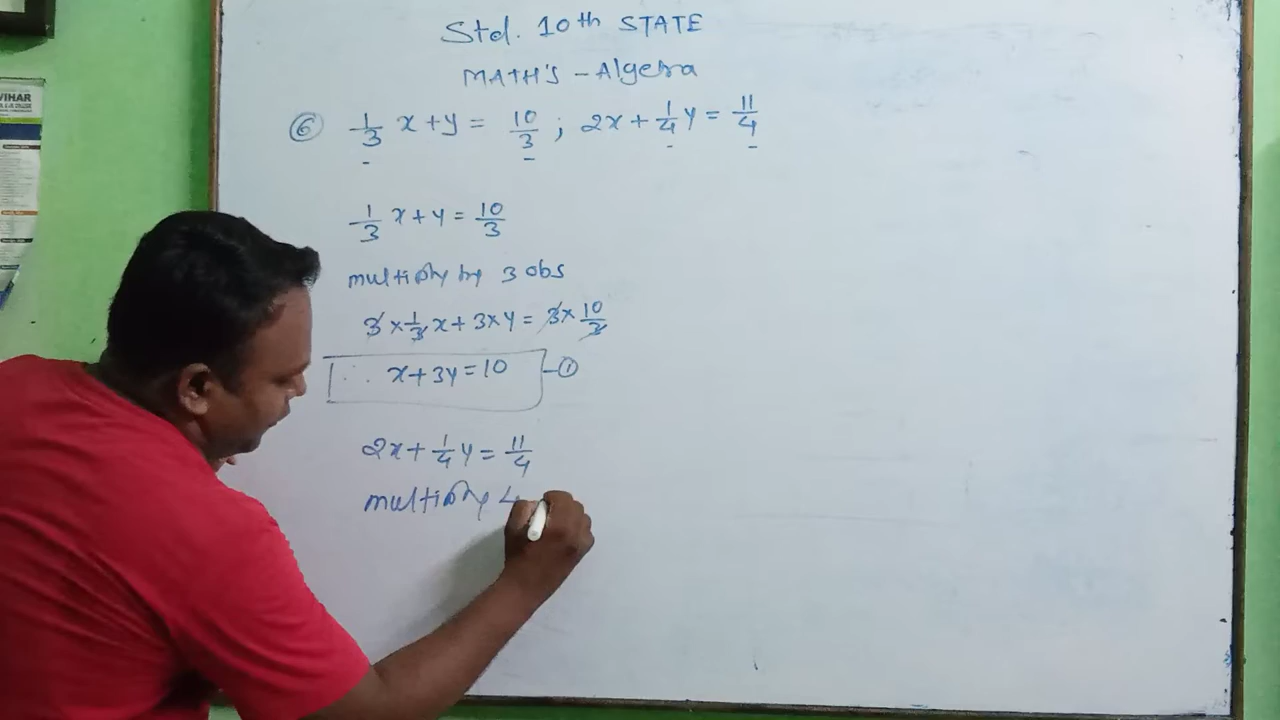 VIHAR
Std. 10th STATE
MATH'S - Algebra
⑥ 1/3 x + y = 10/3 ; 2x + 1/4 y = 11/4
1/3 x + y = 10/3
multiply by 3 obs
3 × 1/3 x + 3 × y = 3 × 10/3
∴ x + 3y = 10 - ①
2x + 1/4 y = 11/4
multiply 4